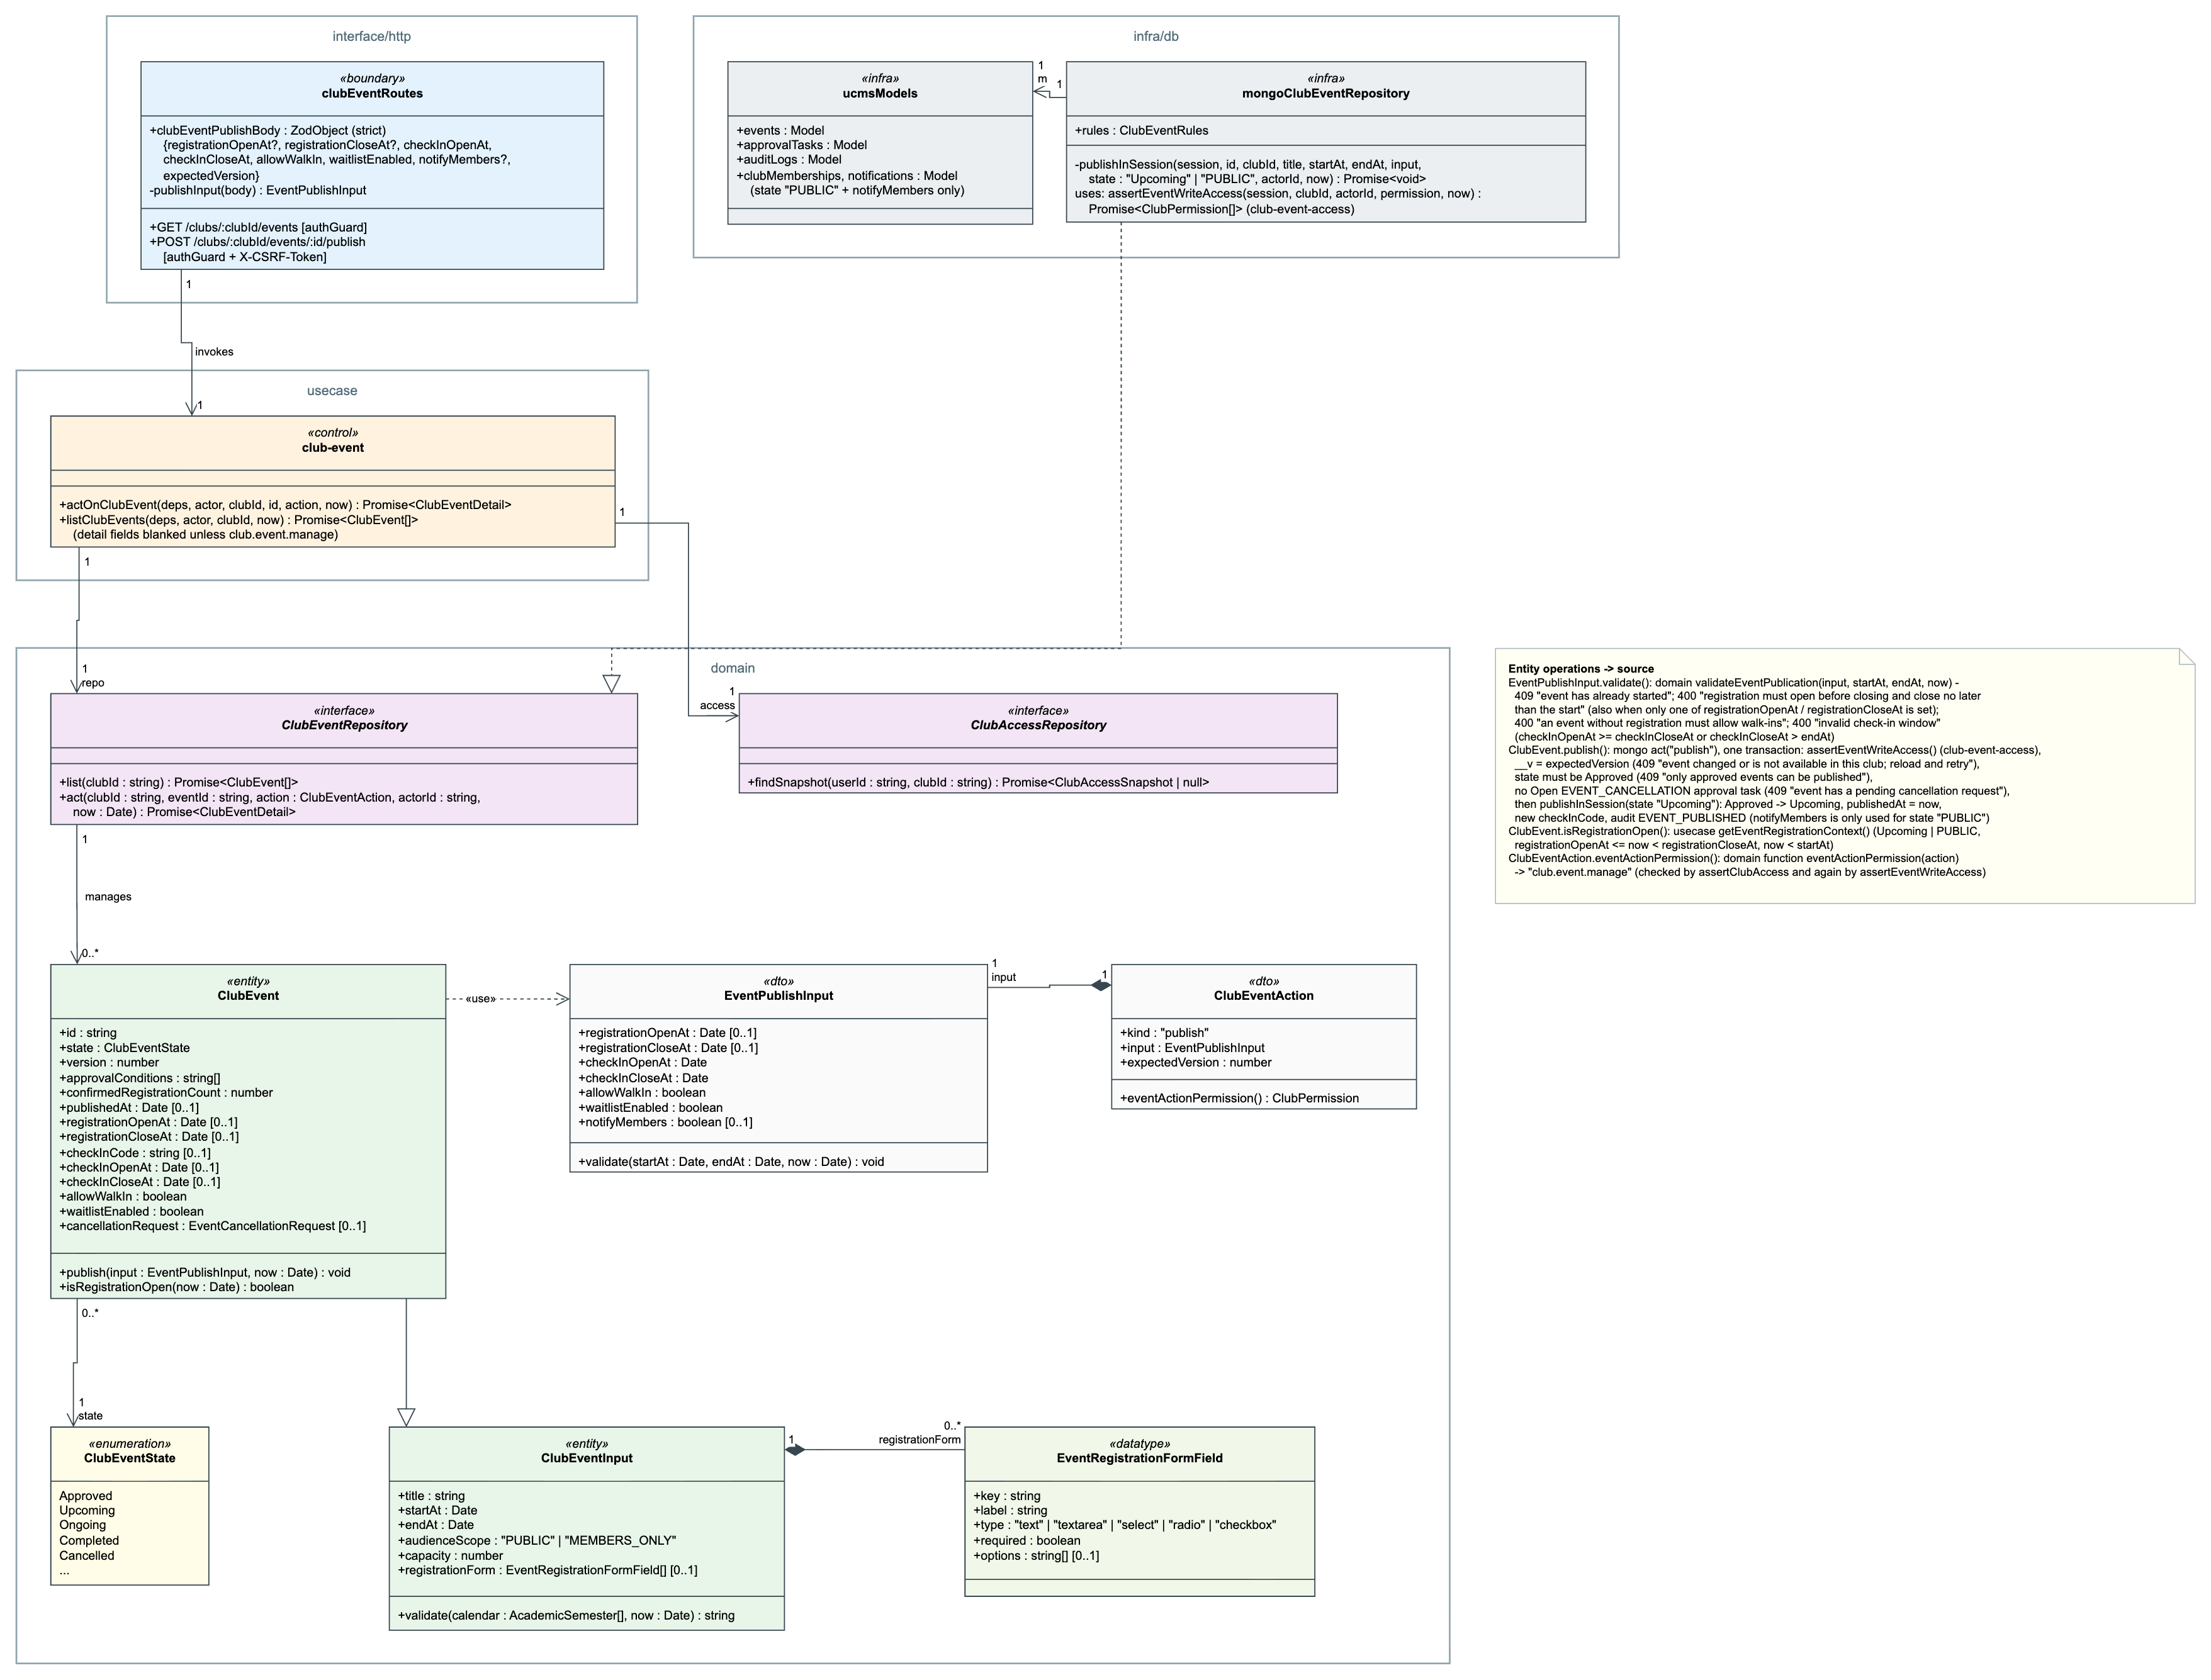 interface/http
«boundary»
clubEventRoutes
+clubEventPublishBody : ZodObject (strict)
{registrationOpenAt?, registrationCloseAt?, checkInOpenAt,
checkInCloseAt, allowWalkIn, waitlistEnabled, notifyMembers?,
expectedVersion}
-publishInput(body) : EventPublishInput
+GET /clubs/:clubId/events [authGuard]
+POST /clubs/:clubId/events/:id/publish
[authGuard + X-CSRF-Token]
1
invokes
1
infra/db
«infra»
ucmsModels
+events : Model
+approvalTasks : Model
+auditLogs : Model
+clubMemberships, notifications : Model
(state "PUBLIC" + notifyMembers only)
1
m
1
«infra»
mongoClubEventRepository
+rules : ClubEventRules
-publishInSession(session, id, clubId, title, startAt, endAt, input,
state : "Upcoming" | "PUBLIC", actorId, now) : Promise<void>
uses: assertEventWriteAccess(session, clubId, actorId, permission, now) :
Promise<ClubPermission[]> (club-event-access)
usecase
«control»
club-event
+actOnClubEvent(deps, actor, clubId, id, action, now) : Promise<ClubEventDetail>
+listClubEvents(deps, actor, clubId, now) : Promise<ClubEvent[]>
(detail fields blanked unless club.event.manage)
1
1
1
repo
1
access
domain
«interface»
ClubEventRepository
+list(clubId : string) : Promise<ClubEvent[]>
+act(clubId : string, eventId : string, action : ClubEventAction, actorId : string,
now : Date) : Promise<ClubEventDetail>
«interface»
ClubAccessRepository
+findSnapshot(userId : string, clubId : string) : Promise<ClubAccessSnapshot | null>
1
manages
0..*
«entity»
ClubEvent
+id : string
+state : ClubEventState
+version : number
+approvalConditions : string[]
+confirmedRegistrationCount : number
+publishedAt : Date [0..1]
+registrationOpenAt : Date [0..1]
+registrationCloseAt : Date [0..1]
+checkInCode : string [0..1]
+checkInOpenAt : Date [0..1]
+checkInCloseAt : Date [0..1]
+allowWalkIn : boolean
+waitlistEnabled : boolean
+cancellationRequest : EventCancellationRequest [0..1]
+publish(input : EventPublishInput, now : Date) : void
+isRegistrationOpen(now : Date) : boolean
«use»
«dto»
EventPublishInput
+registrationOpenAt : Date [0..1]
+registrationCloseAt : Date [0..1]
+checkInOpenAt : Date
+checkInCloseAt : Date
+allowWalkIn : boolean
+waitlistEnabled : boolean
+notifyMembers : boolean [0..1]
+validate(startAt : Date, endAt : Date, now : Date) : void
1
input
1
«dto»
ClubEventAction
+kind : "publish"
+input : EventPublishInput
+expectedVersion : number
+eventActionPermission() : ClubPermission
0..*
1
state
«enumeration»
ClubEventState
Approved
Upcoming
Ongoing
Completed
Cancelled
...
«entity»
ClubEventInput
+title : string
+startAt : Date
+endAt : Date
+audienceScope : "PUBLIC" | "MEMBERS_ONLY"
+capacity : number
+registrationForm : EventRegistrationFormField[] [0..1]
+validate(calendar : AcademicSemester[], now : Date) : string
1
0..*
registrationForm
«datatype»
EventRegistrationFormField
+key : string
+label : string
+type : "text" | "textarea" | "select" | "radio" | "checkbox"
+required : boolean
+options : string[] [0..1]
Entity operations -> source
EventPublishInput.validate(): domain validateEventPublication(input, startAt, endAt, now) -
409 "event has already started"; 400 "registration must open before closing and close no later
than the start" (also when only one of registrationOpenAt / registrationCloseAt is set);
400 "an event without registration must allow walk-ins"; 400 "invalid check-in window"
(checkInOpenAt >= checkInCloseAt or checkInCloseAt > endAt)
ClubEvent.publish(): mongo act("publish"), one transaction: assertEventWriteAccess() (club-event-access),
__v = expectedVersion (409 "event changed or is not available in this club; reload and retry"),
state must be Approved (409 "only approved events can be published"),
no Open EVENT_CANCELLATION approval task (409 "event has a pending cancellation request"),
then publishInSession(state "Upcoming"): Approved -> Upcoming, publishedAt = now,
new checkInCode, audit EVENT_PUBLISHED (notifyMembers is only used for state "PUBLIC")
ClubEvent.isRegistrationOpen(): usecase getEventRegistrationContext() (Upcoming | PUBLIC,
registrationOpenAt <= now < registrationCloseAt, now < startAt)
ClubEventAction.eventActionPermission(): domain function eventActionPermission(action)
-> "club.event.manage" (checked by assertClubAccess and again by assertEventWriteAccess)